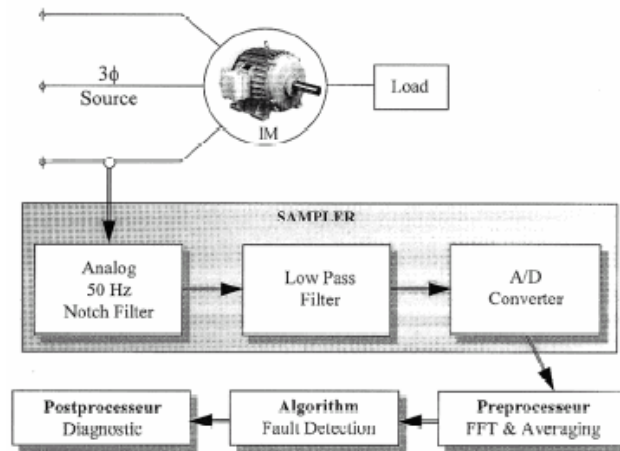 3ϕ
Source
IM
Load
SAMPLER
Analog
50 Hz
Notch Filter
Low Pass
Filter
A/D
Converter
Postprocesseur
Diagnostic
Algorithm
Fault Detection
Preprocesseur
FFT & Averaging